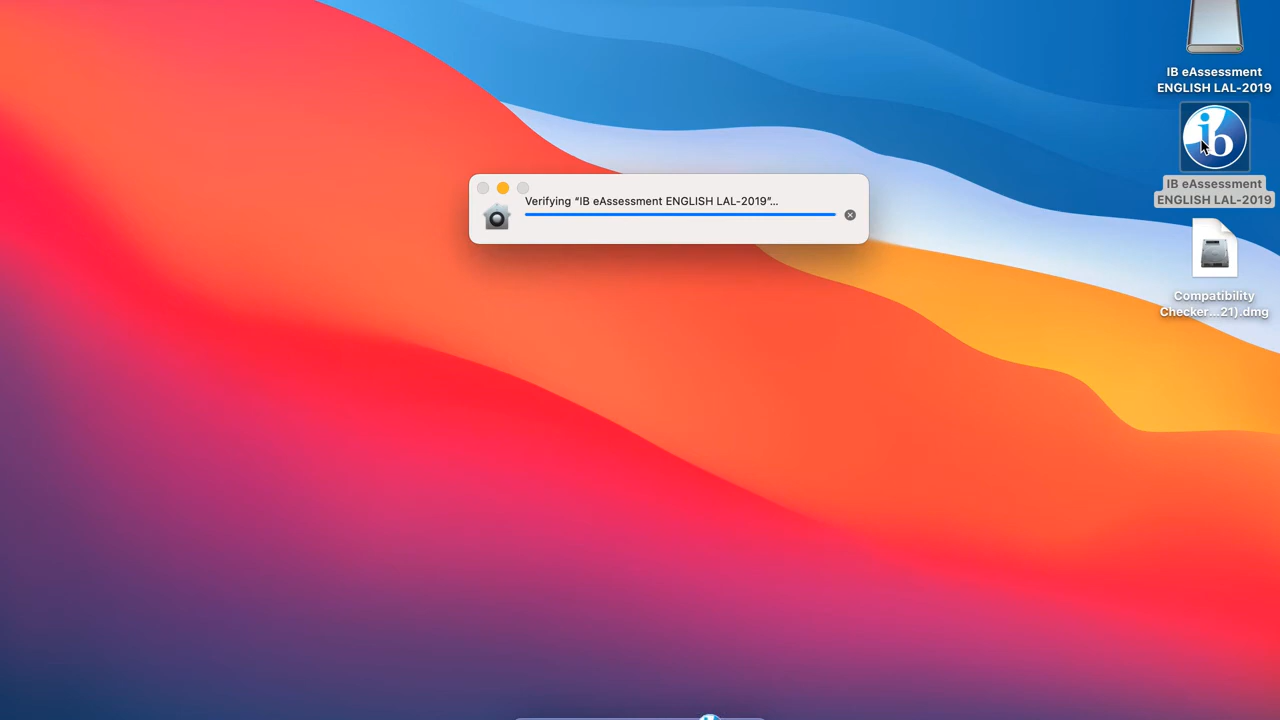 IB eAssessment
ENGLISH LAL-2019
ib
IB eAssessment
ENGLISH LAL-2019
Verifying “IB eAssessment ENGLISH LAL-2019”...
Compatibility
Checker...21).dmg